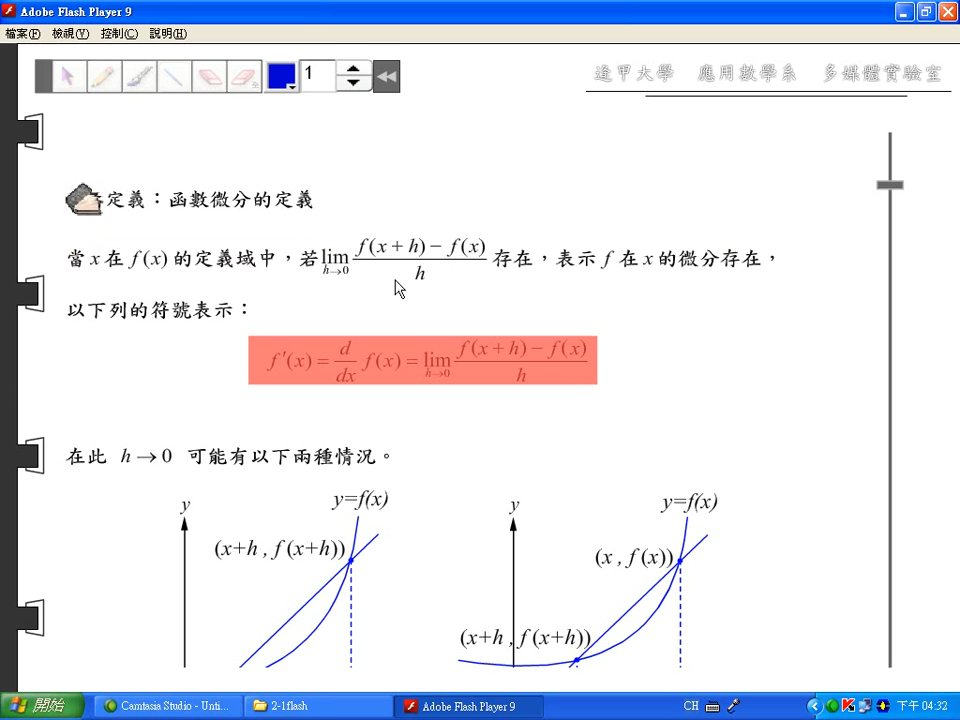 Adobe Flash Player 9
檔案(F) 檢視(V) 控制(C) 說明(H)
1
逢甲大學 應用數學系 多媒體實驗室
定義：函數微分的定義
當 x 在 f(x) 的定義域中，若 lim h→0 f(x+h)−f(x) / h 存在，表示 f 在 x 的微分存在，
以下列的符號表示：
f′(x) = d/dx f(x) = lim h→0 f(x+h)−f(x) / h
在此 h→0 可能有以下兩種情況。
y
y=f(x)
(x+h , f(x+h))
y
y=f(x)
(x , f(x))
(x+h , f(x+h))
開始
Camtasia Studio - Unti...
2-1flash
Adobe Flash Player 9
CH
下午 04:32